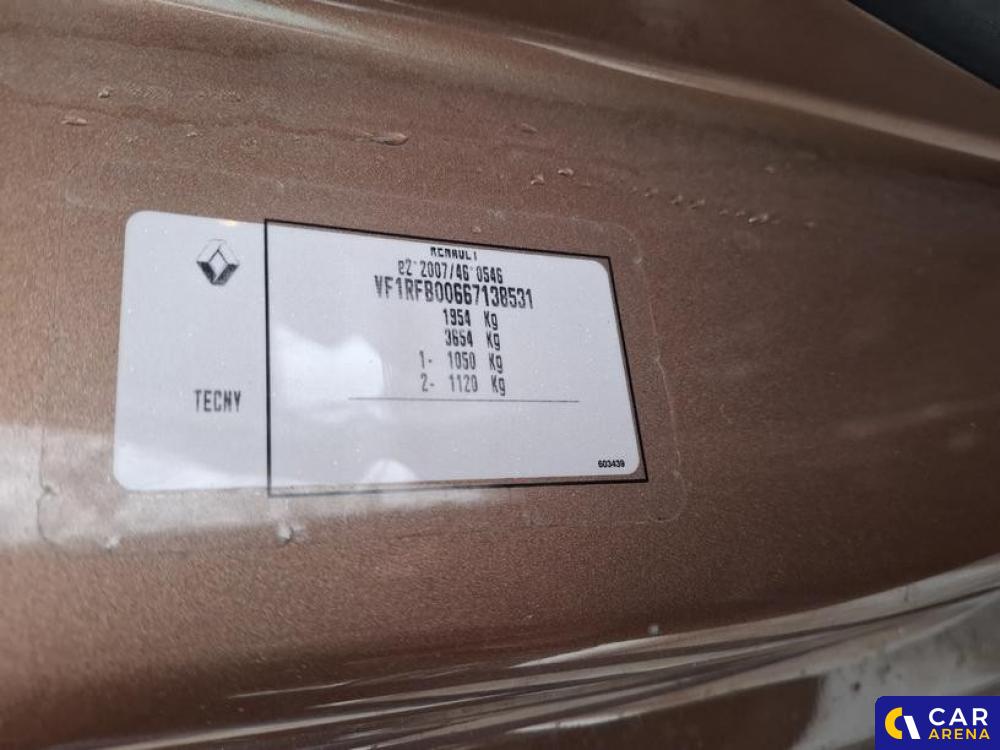 RENAULT
e2*2007/46*0546
VF1RFB00667138531
1954 Kg
3654 Kg
1- 1050 Kg
2- 1120 Kg
TECNY
603439
CAR
ARENA